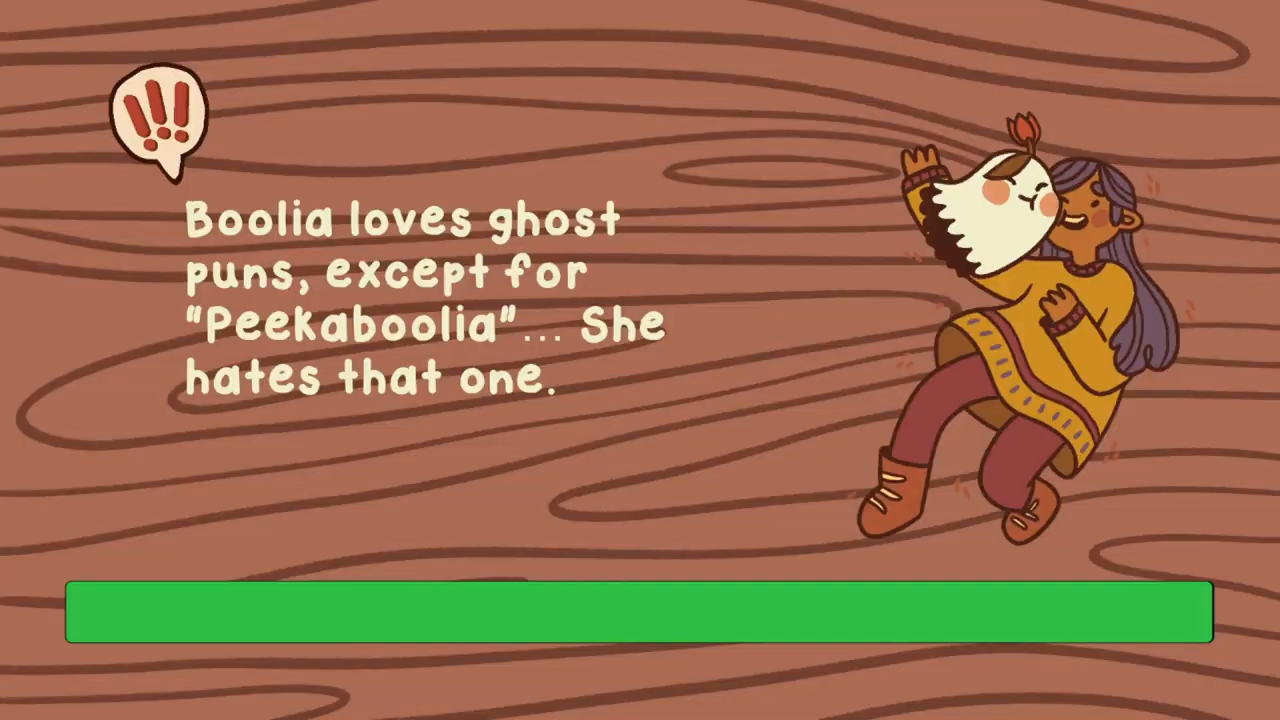 !!!
Boolia loves ghost
puns, except for
"Peekaboolia"... She
hates that one.